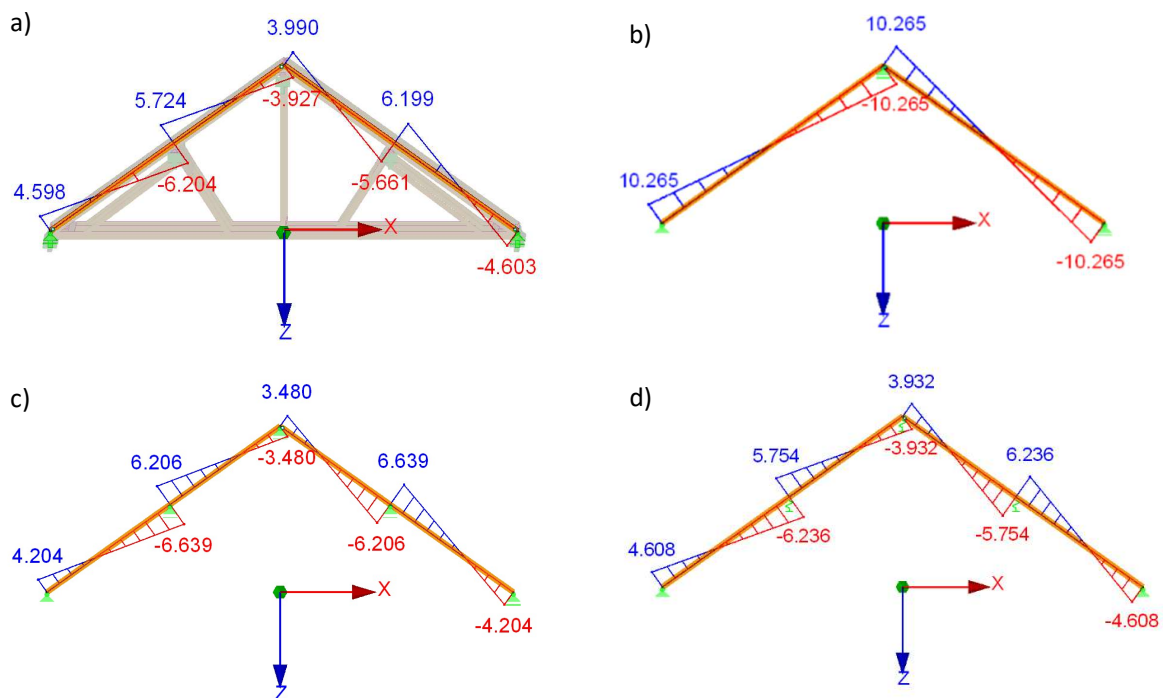 a)
3.990
5.724
-3.927
6.199
4.598
-6.204
-5.661
X
-4.603
Z
b)
10.265
-10.265
10.265
X
-10.265
Z
c)
3.480
6.206
-3.480
6.639
4.204
-6.639
-6.206
X
-4.204
Z
d)
3.932
5.754
-3.932
6.236
4.608
-6.236
-5.754
X
-4.608
Z